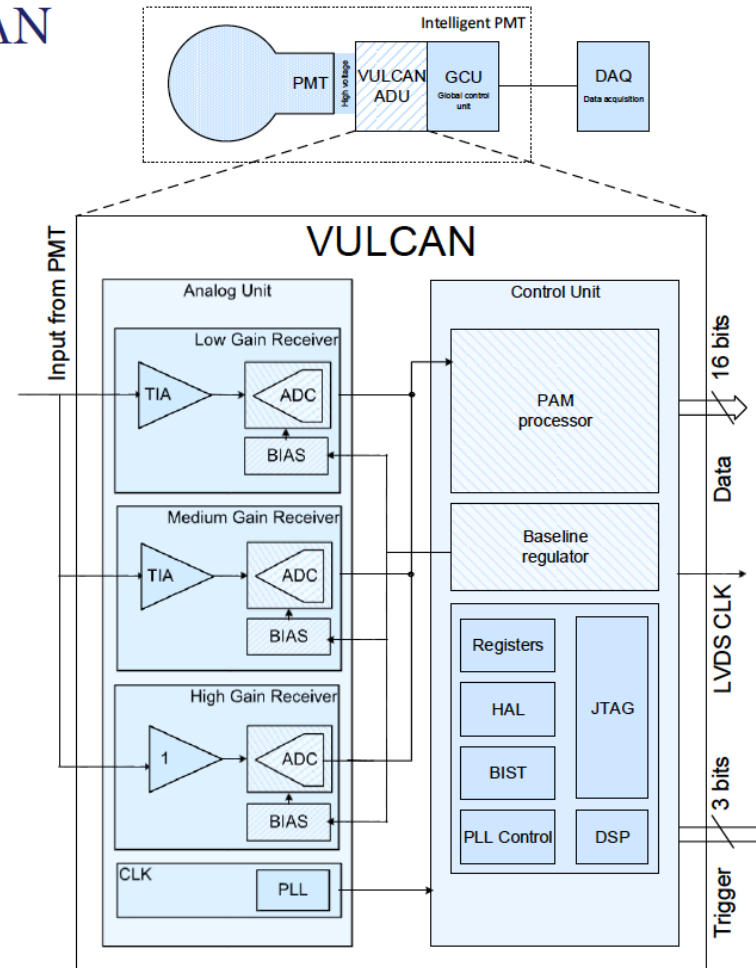 Intelligent PMT
PMT
High voltage
VULCAN
ADU
GCU
Global control
unit
DAQ
Data acquisition
VULCAN
Input from PMT
Analog Unit
Low Gain Receiver
TIA
ADC
BIAS
Medium Gain Receiver
TIA
ADC
BIAS
High Gain Receiver
1
ADC
BIAS
CLK
PLL
Control Unit
PAM
processor
Baseline
regulator
Registers
HAL
BIST
PLL Control
JTAG
DSP
16 bits
Data
LVDS CLK
3 bits
Trigger